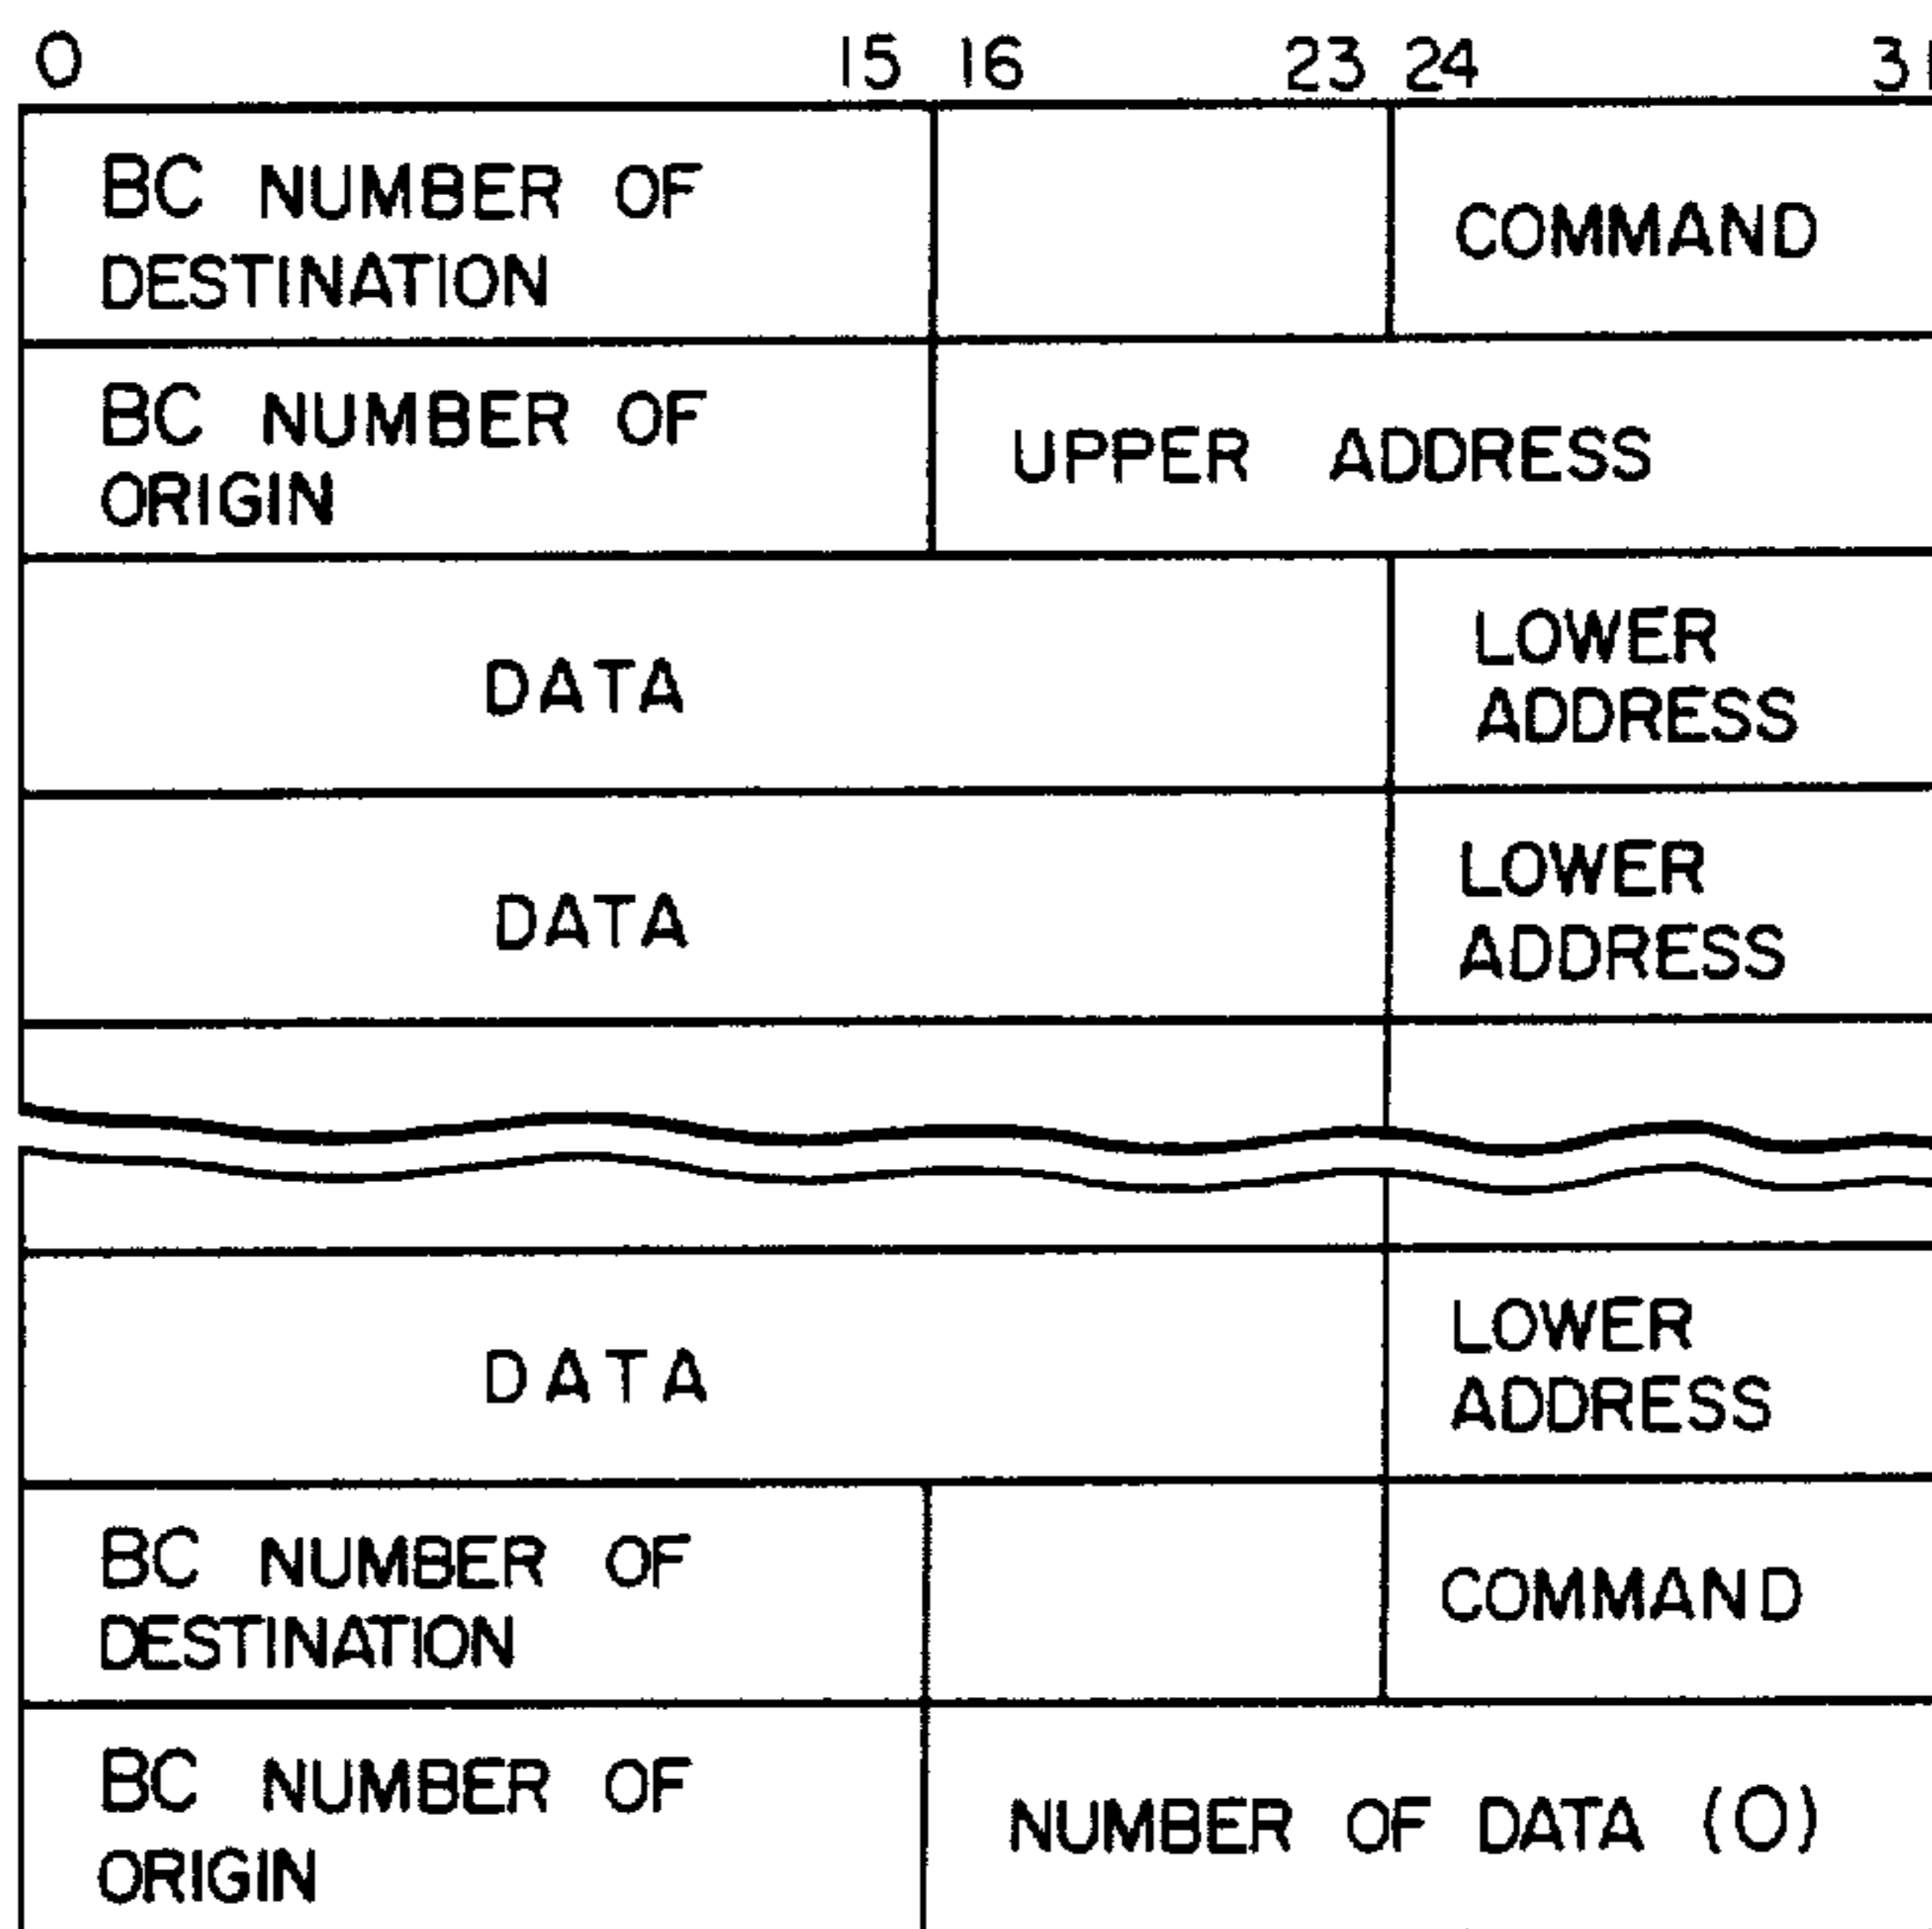 0 15 16 23 24 31
BC NUMBER OF
DESTINATION
COMMAND
BC NUMBER OF
ORIGIN
UPPER ADDRESS
DATA
LOWER
ADDRESS
DATA
LOWER
ADDRESS
DATA
LOWER
ADDRESS
BC NUMBER OF
DESTINATION
COMMAND
BC NUMBER OF
ORIGIN
NUMBER OF DATA (0)